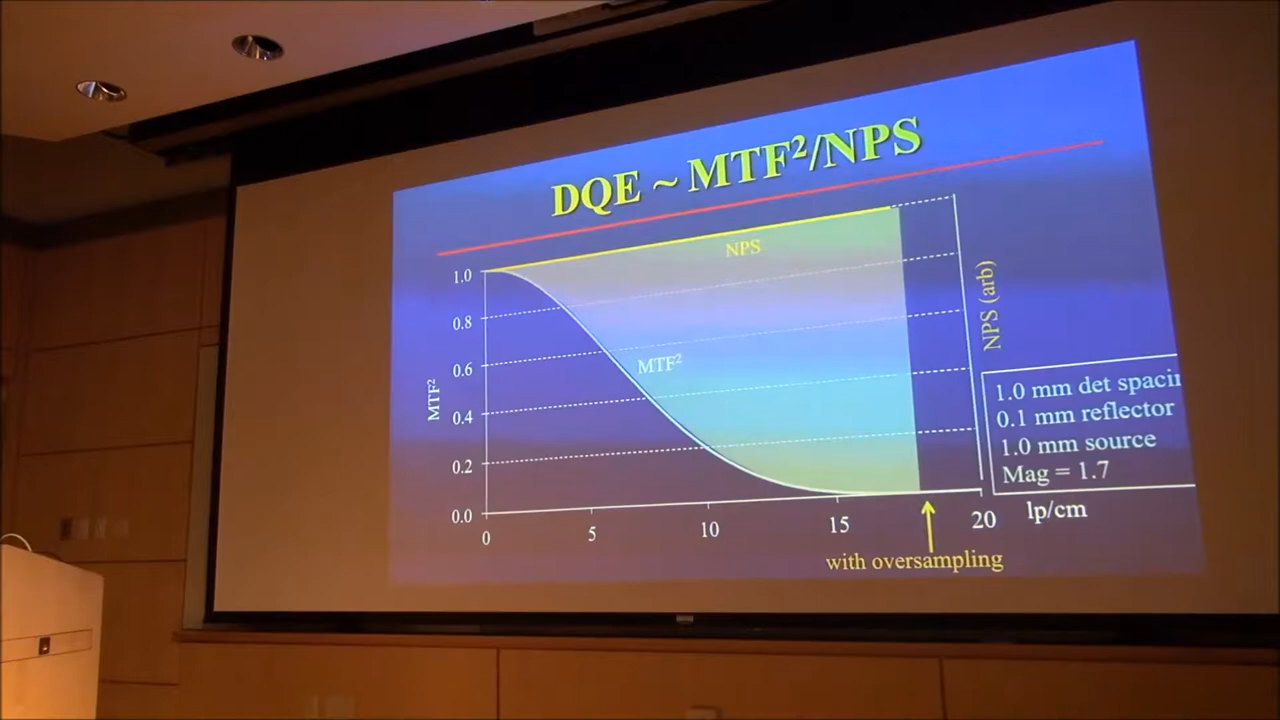 DQE ~ MTF²/NPS
NPS
MTF²
1.0
0.8
0.6
0.4
0.2
0.0
MTF²
NPS (arb)
0
5
10
15
20
lp/cm
with oversampling
1.0 mm det
0.1 mm reflector
1.0 mm source
Mag = 1.7